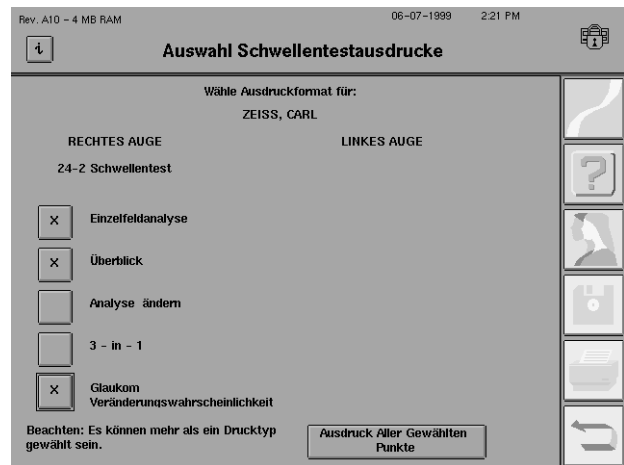 Rev. A10 – 4 MB RAM
06–07–1999 2:21 PM
i
Auswahl Schwellentestausdrucke
Wähle Ausdruckformat für:
ZEISS, CARL
RECHTES AUGE LINKES AUGE
24–2 Schwellentest
x Einzelfeldanalyse
x Überblick
Analyse ändern
3 – in – 1
x Glaukom
Veränderungswahrscheinlichkeit
Beachten: Es können mehr als ein Drucktyp
gewählt sein.
Ausdruck Aller Gewählten
Punkte
?